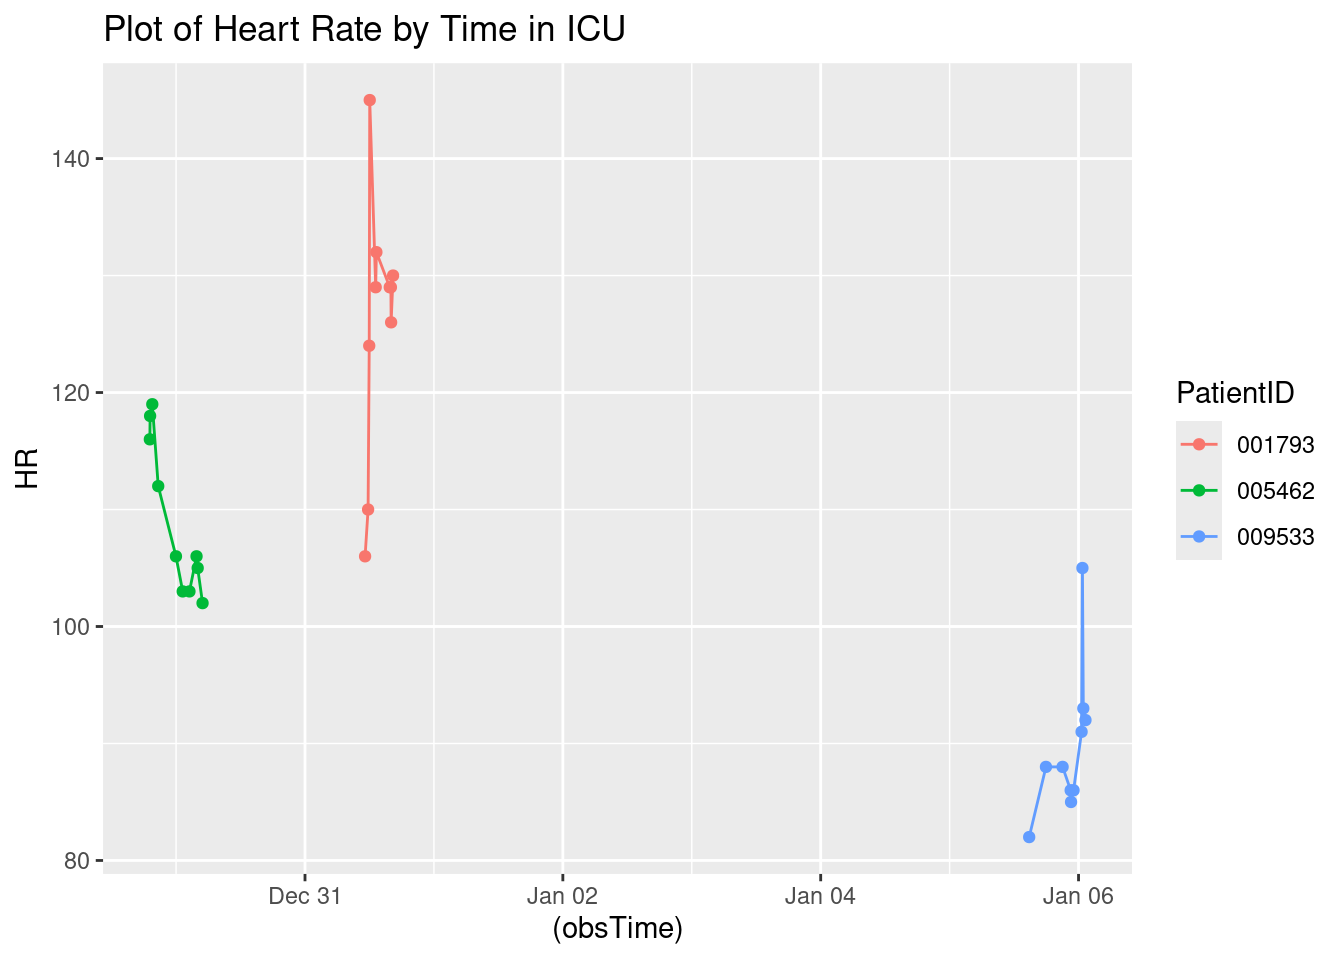 Plot of Heart Rate by Time in ICU
140
120
100
80
HR
Dec 31
Jan 02
Jan 04
Jan 06
(obsTime)
PatientID
001793
005462
009533